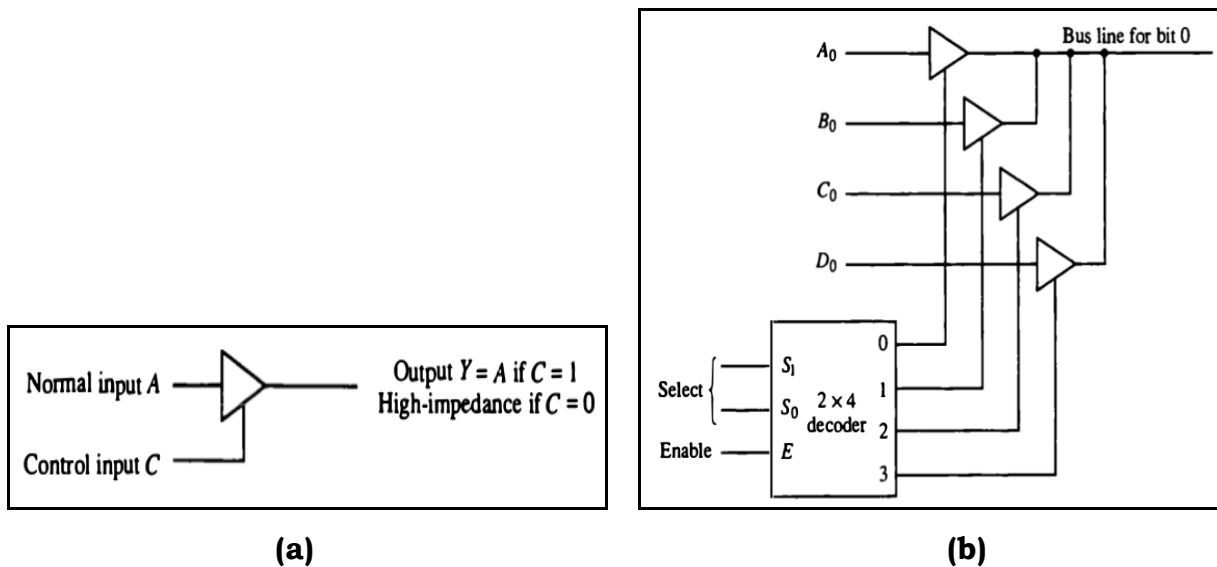 Normal input A
Control input C
Output Y = A if C = 1
High-impedance if C = 0
(a)
Bus line for bit 0
A₀
B₀
C₀
D₀
Select
Enable
S₁
S₀
E
2 × 4
decoder
0
1
2
3
(b)